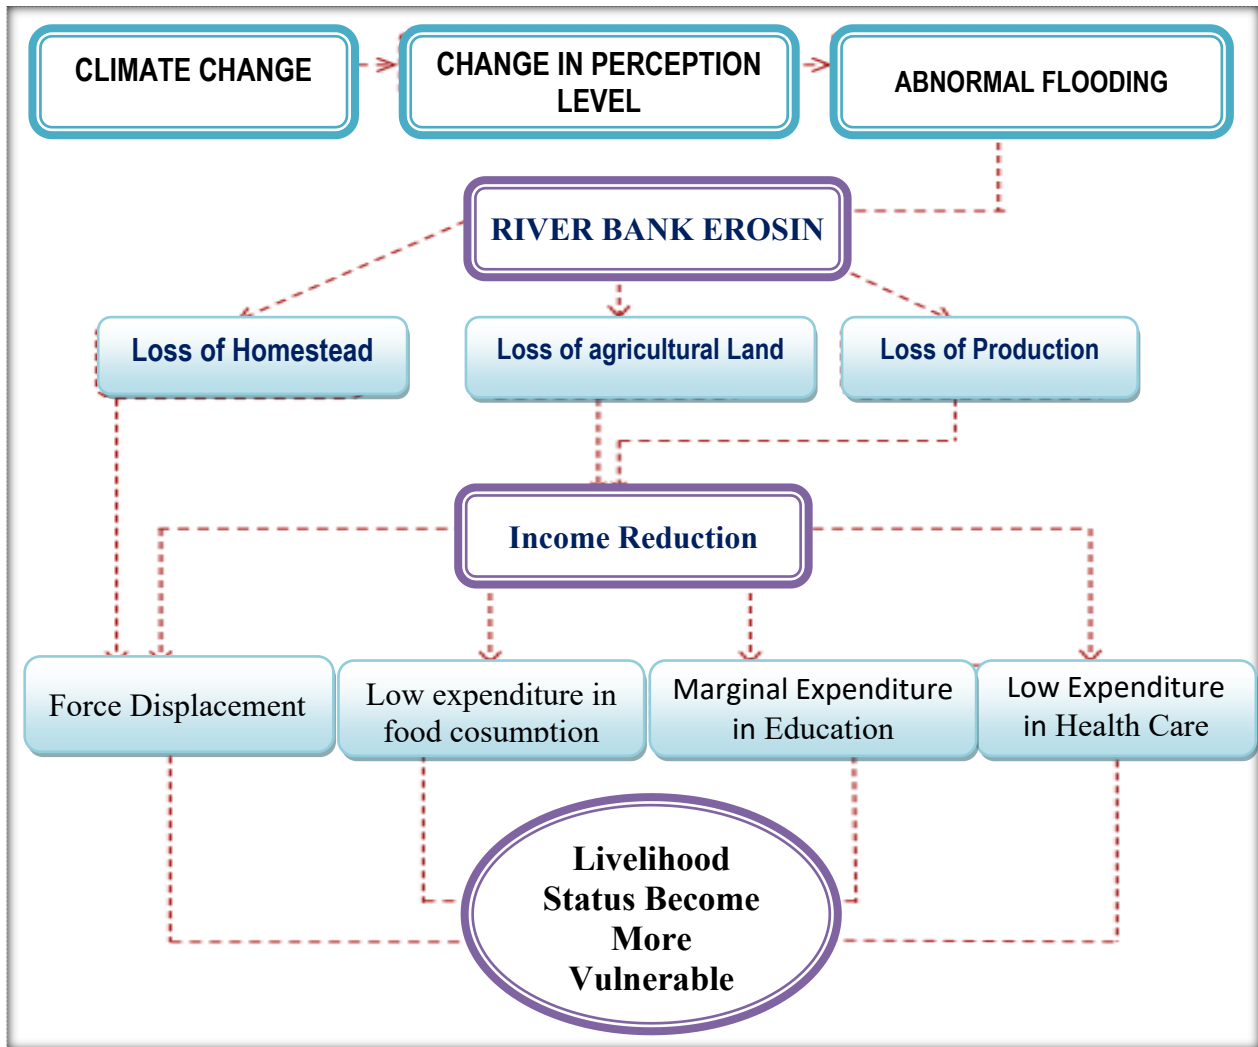 CLIMATE CHANGE
CHANGE IN PERCEPTION
LEVEL
ABNORMAL FLOODING
RIVER BANK EROSIN
Loss of Homestead
Loss of agricultural Land
Loss of Production
Income Reduction
Force Displacement
Low expenditure in
food cosumption
Marginal Expenditure
in Education
Low Expenditure
in Health Care
Livelihood
Status Become
More
Vulnerable